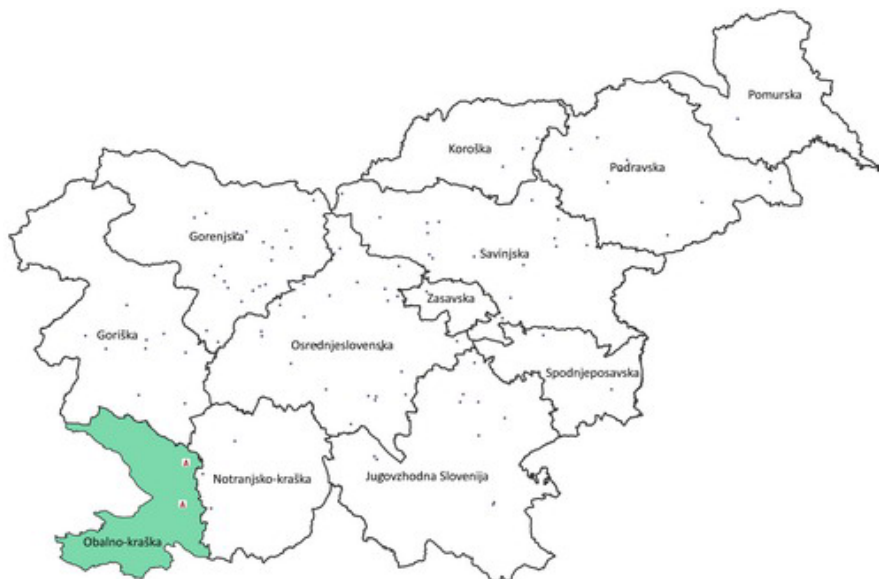 Pomurska
Koroška
Podravska
Gorenjska
Savinjska
Zasavska
Goriška
Osrednjeslovenska
Spodnjeposavska
Notranjsko-kraška
Jugovzhodna Slovenija
Obalno-kraška